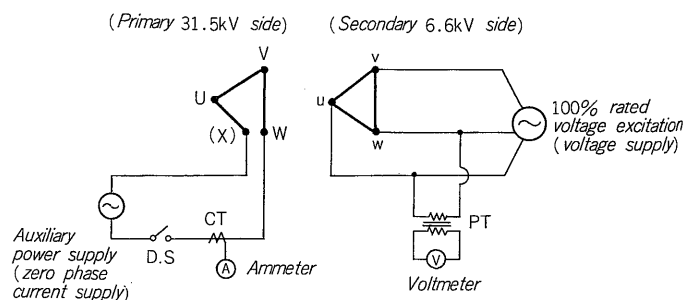 (Primary 31.5kV side)
(Secondary 6.6kV side)
V
U
(X)
W
v
u
w
100% rated
voltage excitation
(voltage supply)
CT
D.S
A
Ammeter
PT
V
Voltmeter
Auxiliary
power supply
(zero phase
current supply)